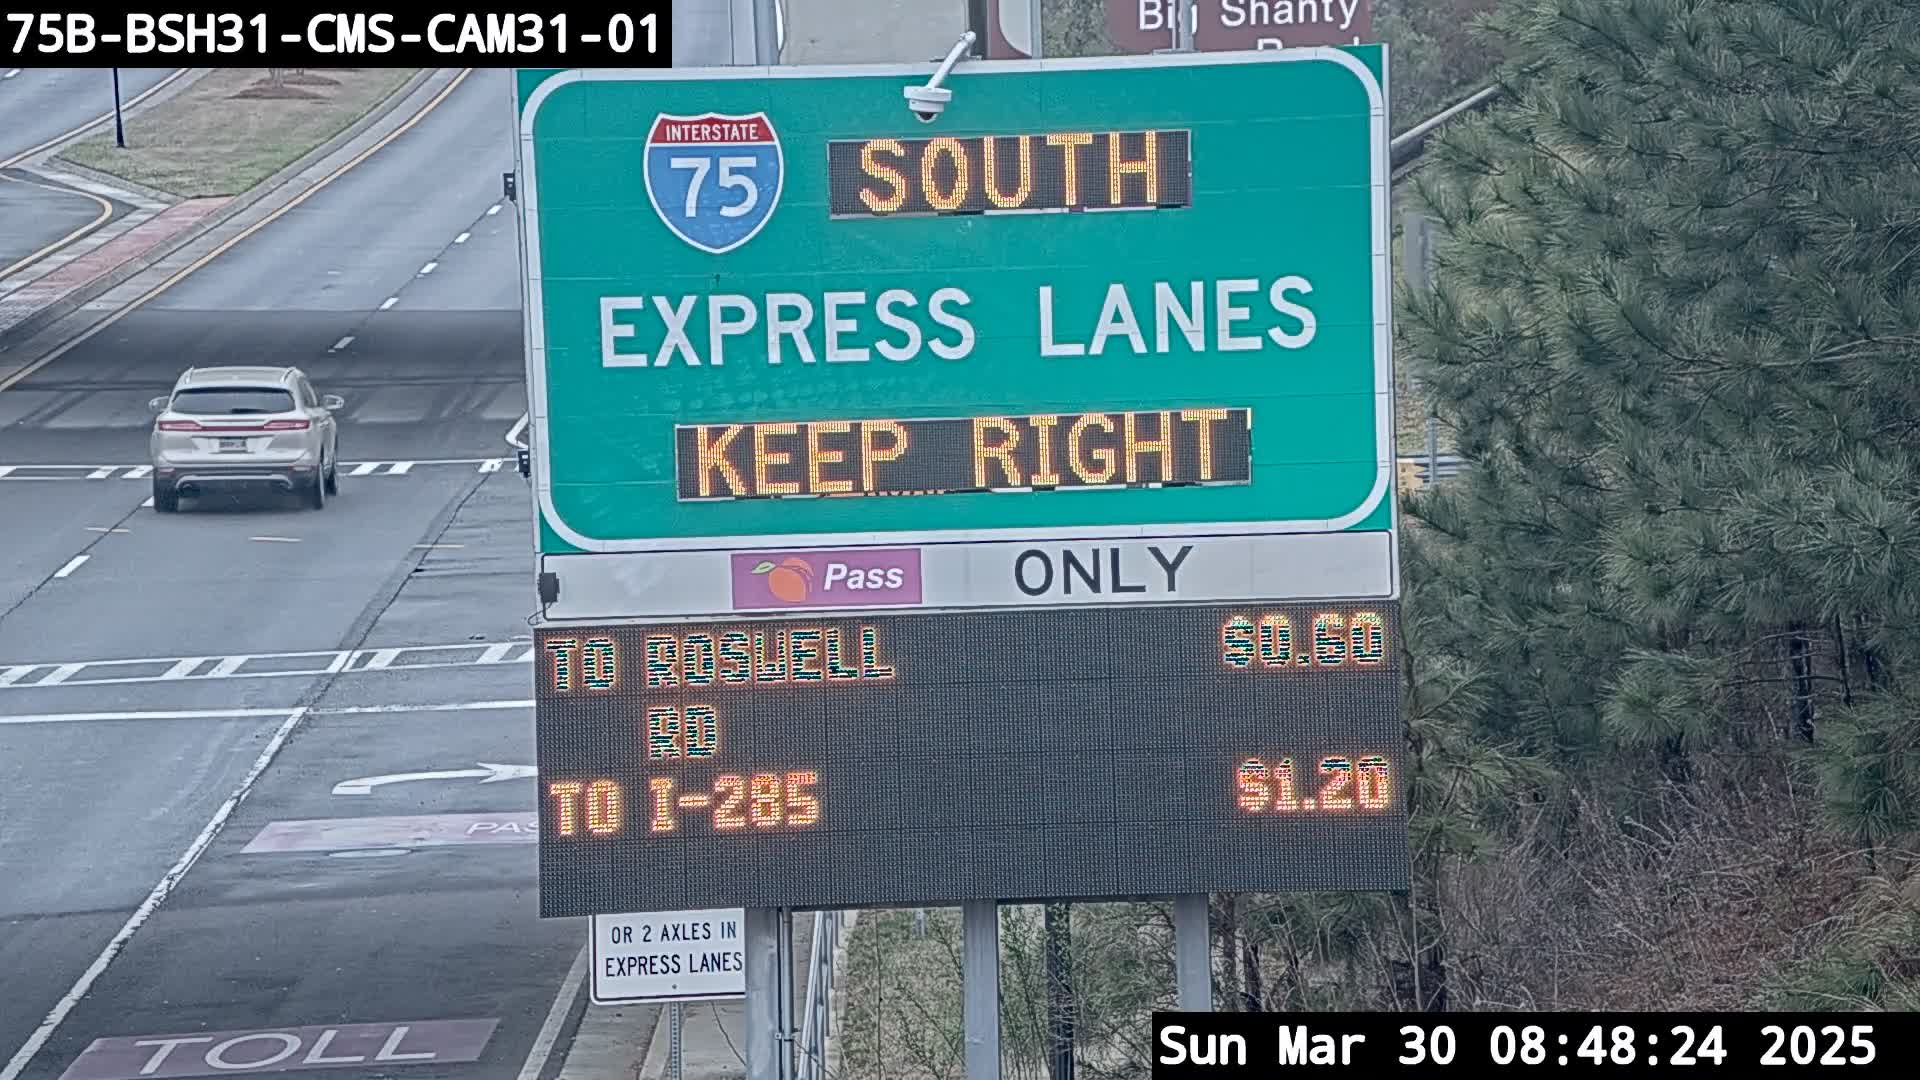 75B-BSH31-CMS-CAM31-01
Big Shanty
INTERSTATE
75
SOUTH
EXPRESS LANES
KEEP RIGHT
Pass
ONLY
TO ROSWELL $0.60
RD
TO I-285 $1.20
OR 2 AXLES IN
EXPRESS LANES
TOLL
Sun Mar 30 08:48:24 2025